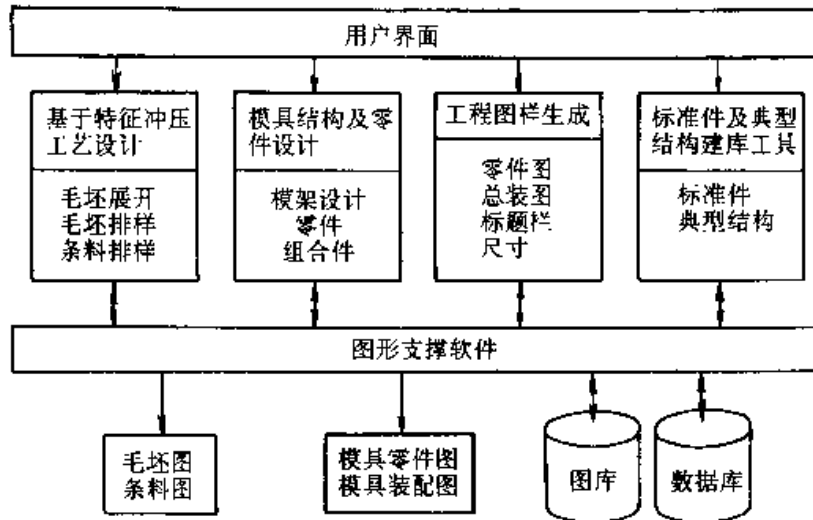 用户界面
基于特征冲压
工艺设计
毛坯展开
毛坯排样
条料排样
模具结构及零
件设计
模架设计
零件
组合件
工程图样生成
零件图
总装图
标题栏
尺寸
标准件及典型
结构建库工具
标准件
典型结构
图形支撑软件
毛坯图
条料图
模具零件图
模具装配图
图库
数据库